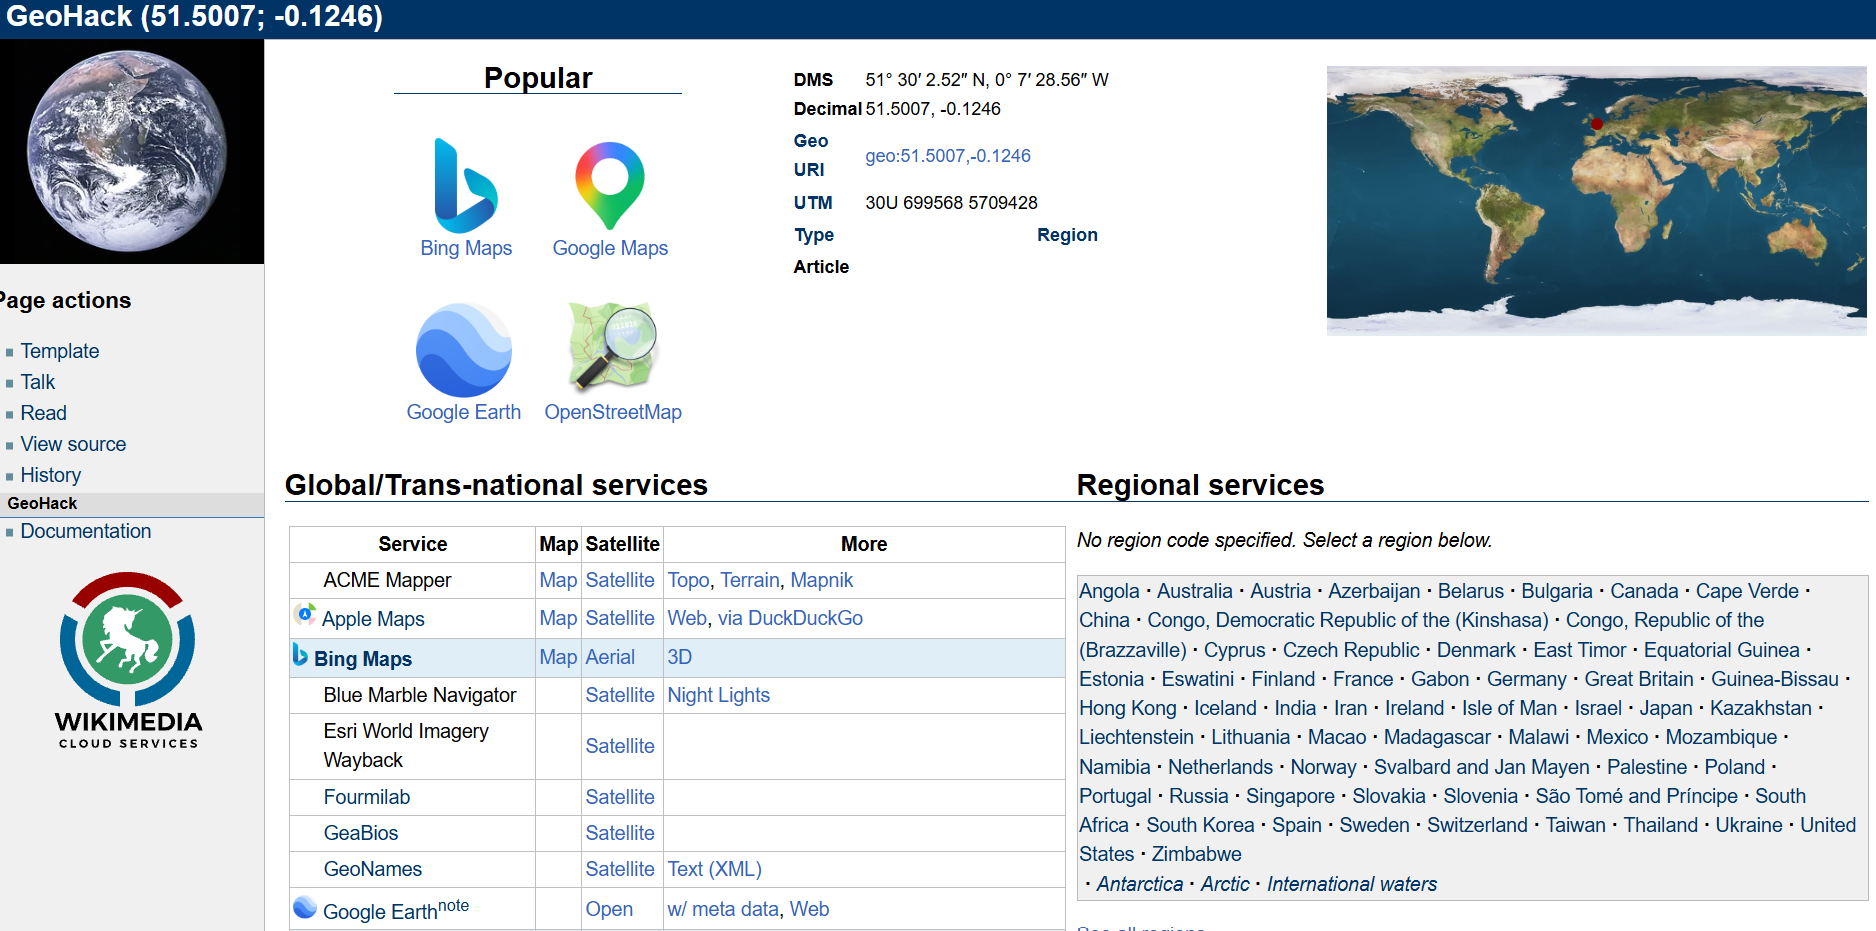 GeoHack (51.5007; -0.1246)
Page actions
Template
Talk
Read
View source
History
GeoHack
Documentation
WIKIMEDIA
CLOUD SERVICES
Popular
Bing Maps
Google Maps
Google Earth
OpenStreetMap
DMS 51° 30′ 2.52″ N, 0° 7′ 28.56″ W
Decimal 51.5007, -0.1246
Geo URI geo:51.5007,-0.1246
UTM 30U 699568 5709428
Type Region
Article
Global/Trans-national services
Service Map Satellite More
ACME Mapper Map Satellite Topo, Terrain, Mapnik
Apple Maps Map Satellite Web, via DuckDuckGo
Bing Maps Map Aerial 3D
Blue Marble Navigator Satellite Night Lights
Esri World Imagery
Wayback Satellite
Fourmilab Satellite
GeaBios Satellite
GeoNames Satellite Text (XML)
Google Earth note Open w/ meta data, Web
Regional services
No region code specified. Select a region below.
Angola · Australia · Austria · Azerbaijan · Belarus · Bulgaria · Canada · Cape Verde ·
China · Congo, Democratic Republic of the (Kinshasa) · Congo, Republic of the
(Brazzaville) · Cyprus · Czech Republic · Denmark · East Timor · Equatorial Guinea ·
Estonia · Eswatini · Finland · France · Gabon · Germany · Great Britain · Guinea-Bissau ·
Hong Kong · Iceland · India · Iran · Ireland · Isle of Man · Israel · Japan · Kazakhstan ·
Liechtenstein · Lithuania · Macao · Madagascar · Malawi · Mexico · Mozambique ·
Namibia · Netherlands · Norway · Svalbard and Jan Mayen · Palestine · Poland ·
Portugal · Russia · Singapore · Slovakia · Slovenia · São Tomé and Príncipe · South
Africa · South Korea · Spain · Sweden · Switzerland · Taiwan · Thailand · Ukraine · United
States · Zimbabwe
· Antarctica · Arctic · International waters
See all regions